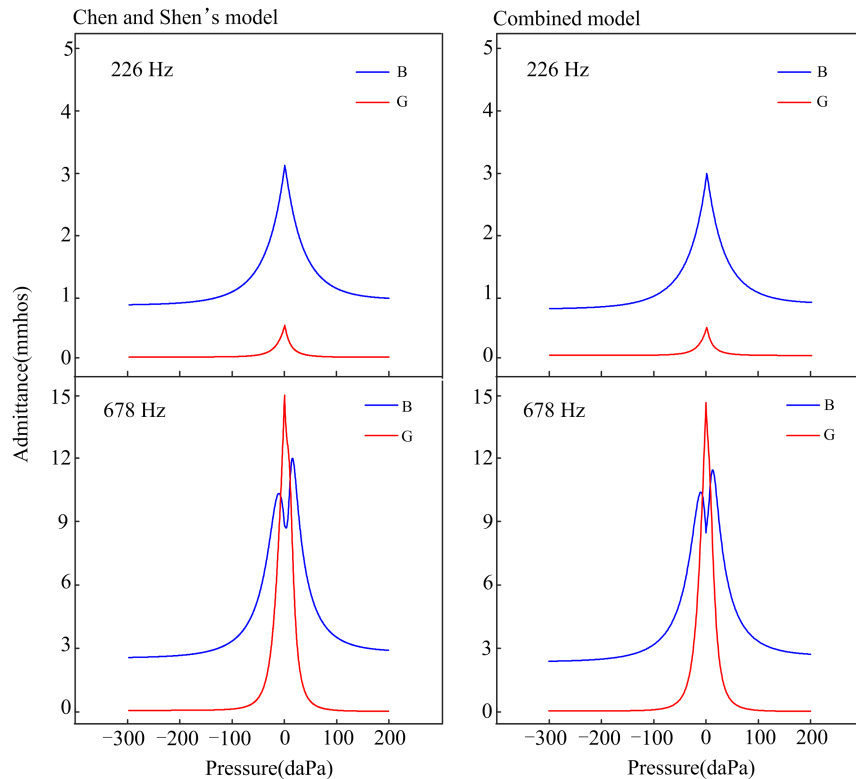 Chen and Shen's model
Combined model
226 Hz
B
G
5
4
3
2
1
0
226 Hz
B
G
5
4
3
2
1
0
Admittance(mmhos)
678 Hz
B
G
15
12
9
6
3
0
678 Hz
B
G
15
12
9
6
3
0
−300 −200 −100 0 100 200
−300 −200 −100 0 100 200
Pressure(daPa)
Pressure(daPa)